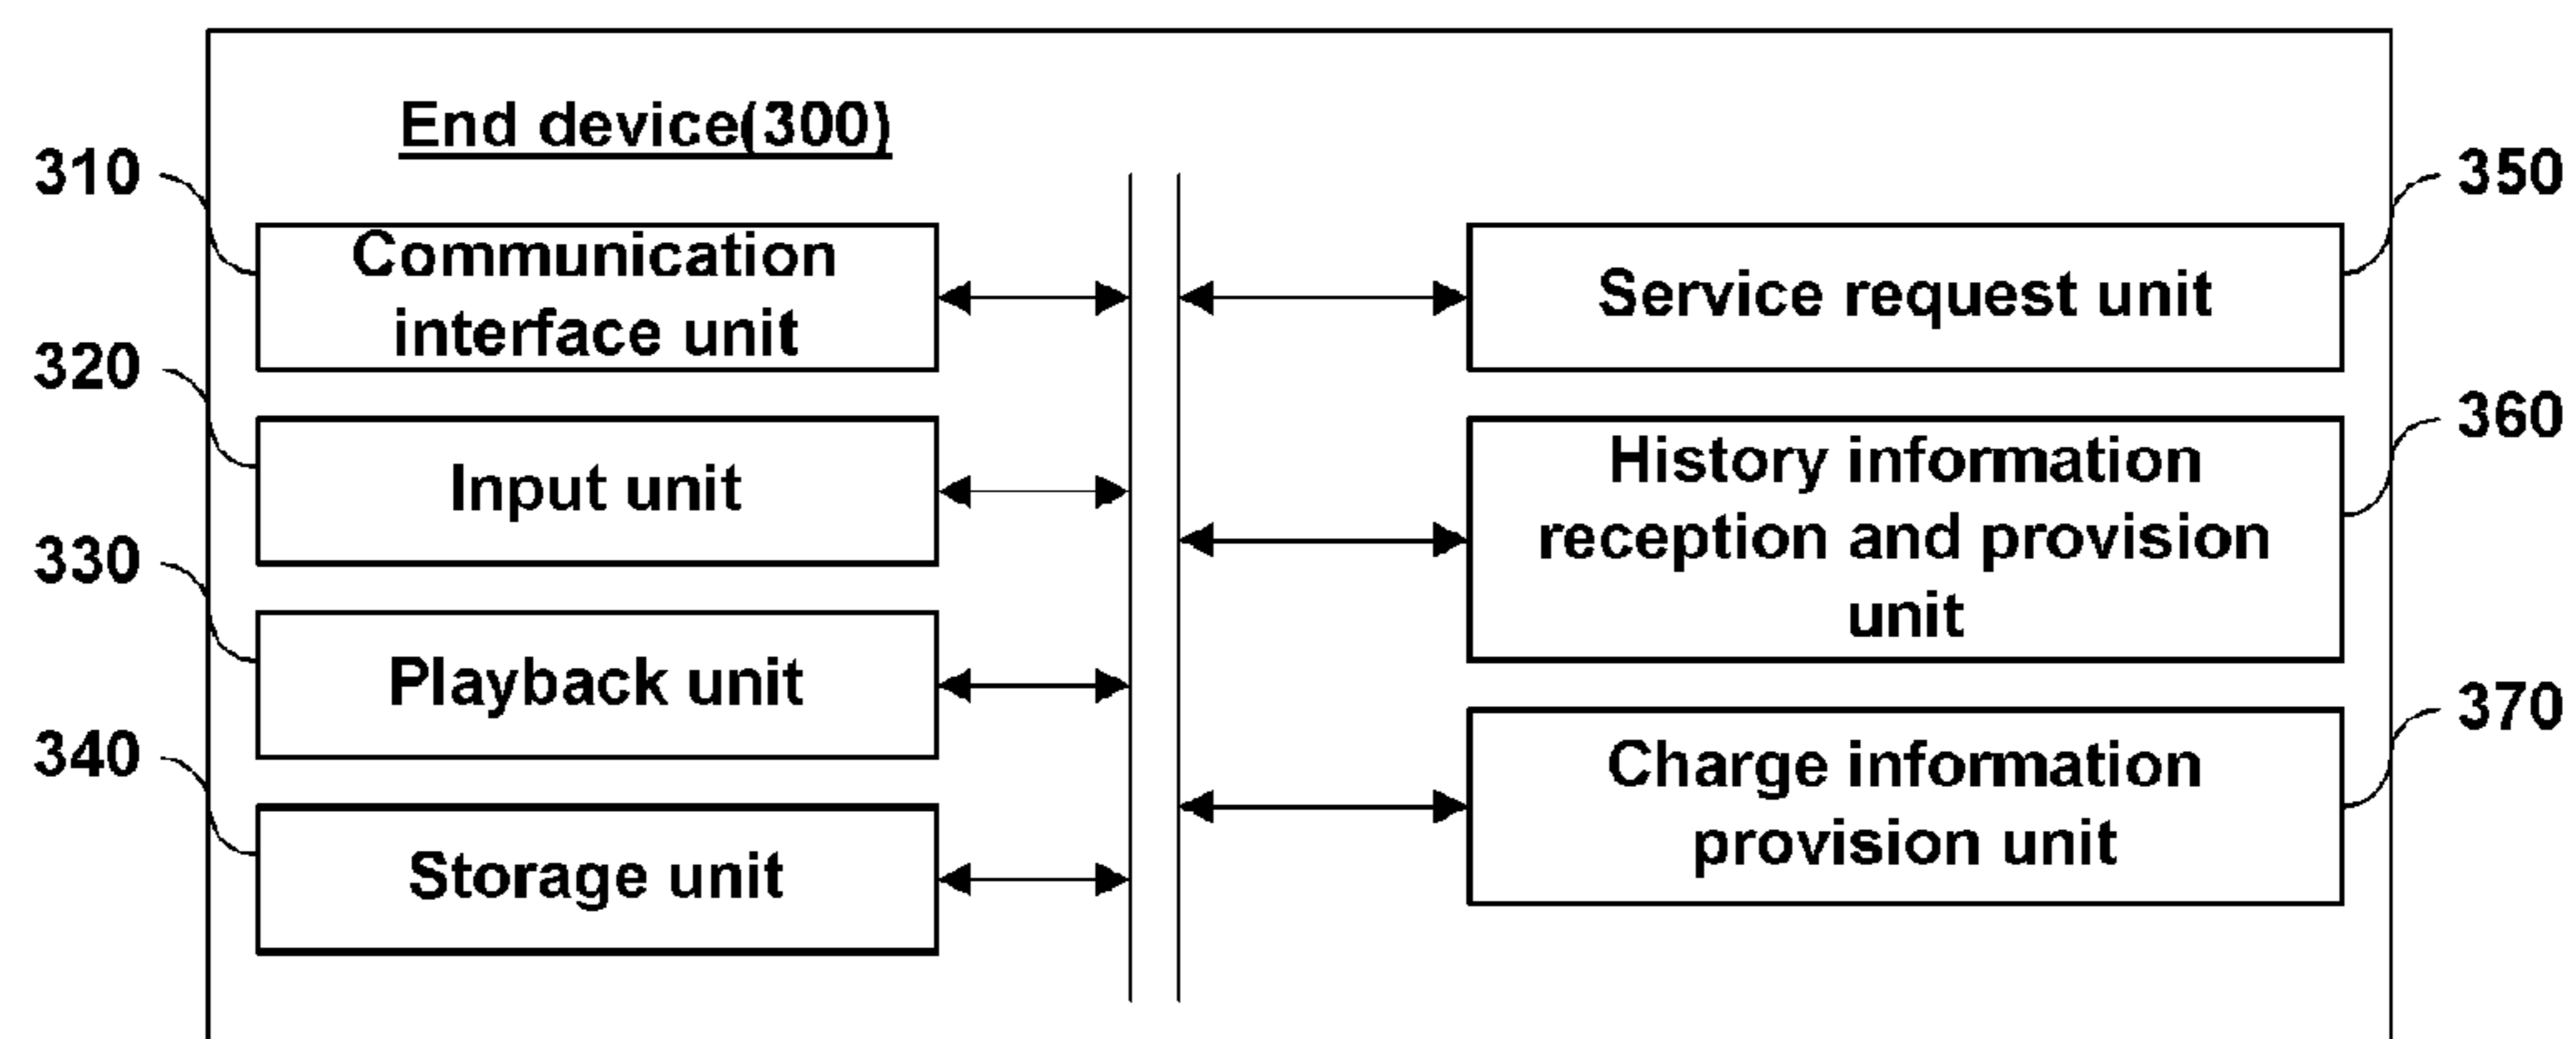 End device(300)
310
Communication
interface unit
320
Input unit
330
Playback unit
340
Storage unit
350
Service request unit
360
History information
reception and provision
unit
370
Charge information
provision unit